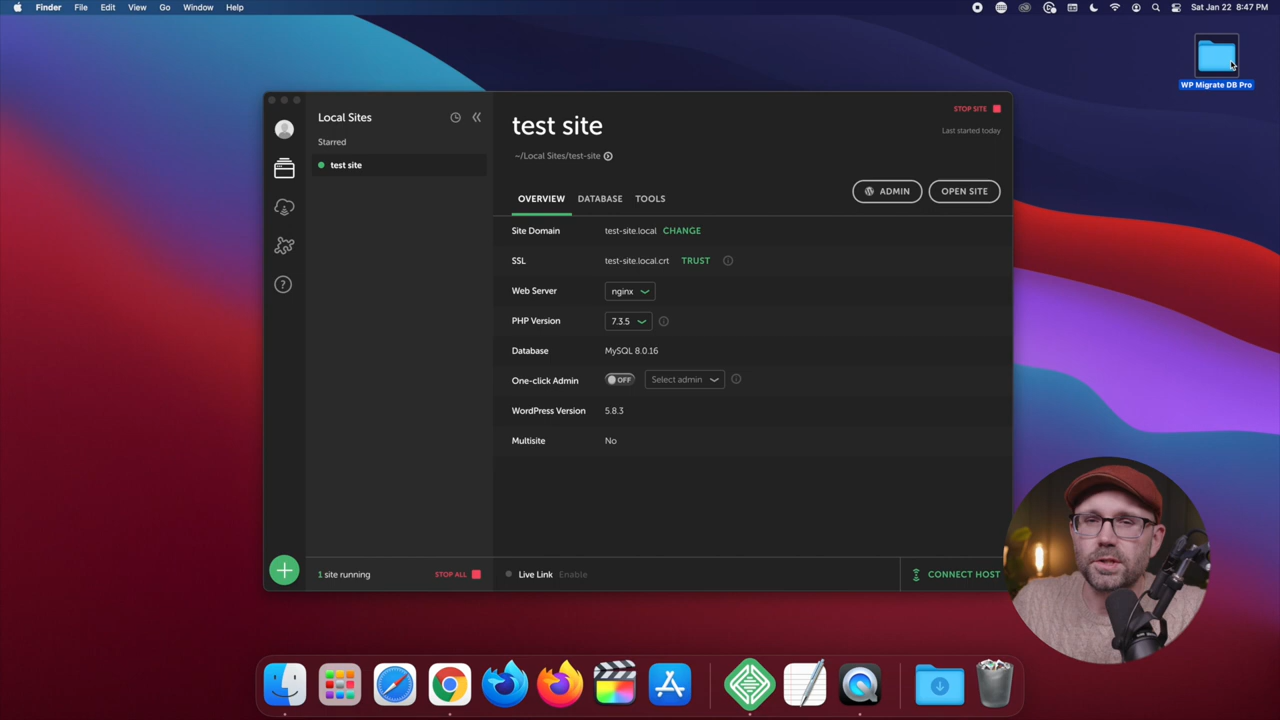 Finder File Edit View Go Window Help
Sat Jan 22 8:47 PM
WP Migrate DB Pro
Local Sites
Starred
test site
1 site running STOP ALL
test site
STOP SITE
~/Local Sites/test-site
Last started today
ADMIN OPEN SITE
OVERVIEW DATABASE TOOLS
Site Domain test-site.local CHANGE
SSL test-site.local.crt TRUST
Web Server nginx
PHP Version 7.3.5
Database MySQL 8.0.16
One-click Admin OFF Select admin
WordPress Version 5.8.3
Multisite No
Live Link Enable
CONNECT HOST